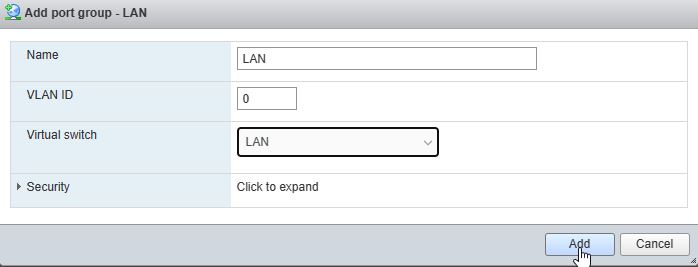 Add port group - LAN
Name LAN
VLAN ID 0
Virtual switch LAN
Security Click to expand
Add Cancel